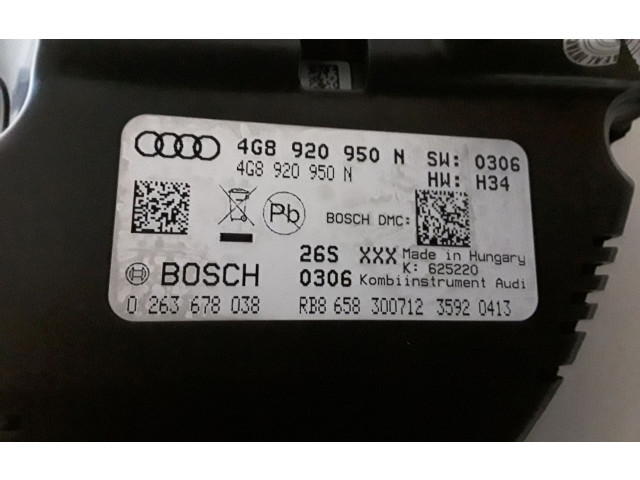 4G8 920 950 N SW: 0306
4G8 920 950 N HW: H34
Pb BOSCH DMC:
26S XXX Made in Hungary
K: 625220
BOSCH 0306 Kombiinstrument Audi
0 263 678 038 RB8 658 300712 3592 0413